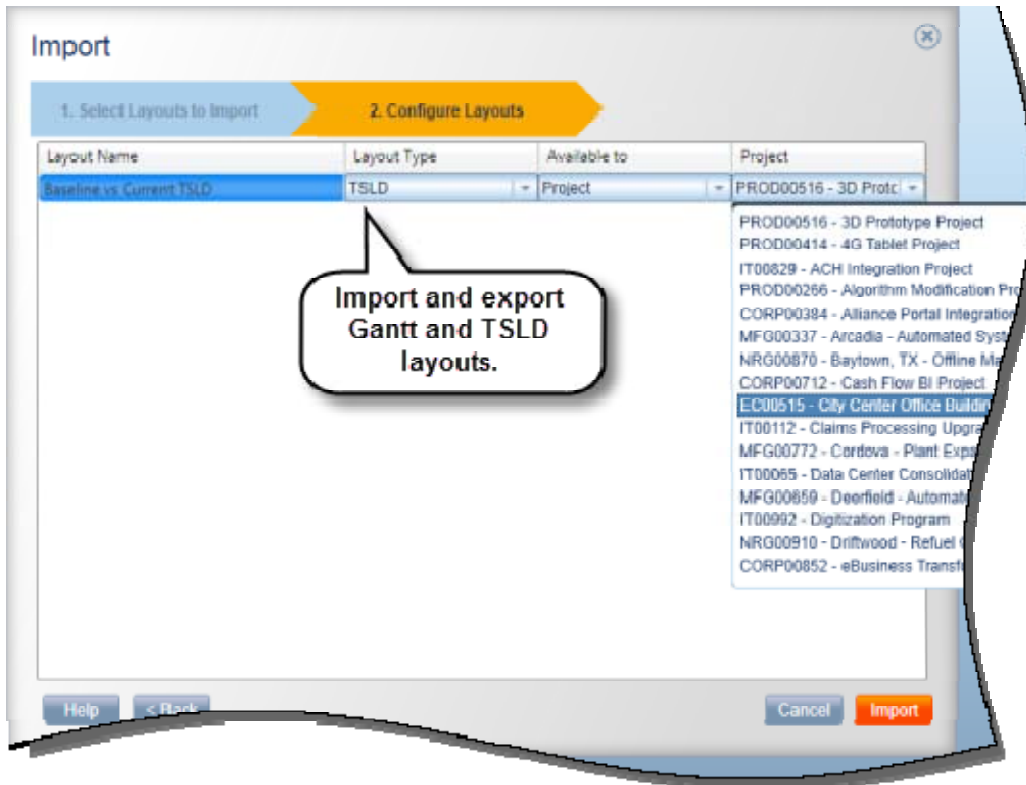 Import
1. Select Layouts to Import
2. Configure Layouts
Layout Name
Layout Type
Available to
Project
Baseline vs. Current TSLD
TSLD
Project
PROD00516 - 3D Protc
PROD00516 - 3D Prototype Project
PROD00414 - 4G Tablet Project
IT00829 - ACHI Integration Project
PROD00266 - Algorithm Modification Pro
CORP00384 - Alliance Portal Integration
MFG00337 - Arcadia - Automated Syst
NRG00870 - Baytown, TX - Offline Ma
CORP00712 - Cash Flow BI Project
EC00515 - City Center Office Buildin
IT00112 - Claims Processing Upgra
MFG00772 - Cordova - Plant Expa
IT00065 - Data Center Consolidat
MFG00659 - Deerfield - Automat
IT00992 - Digitization Program
NRG00910 - Driftwood - Refuel
CORP00852 - eBusiness Transf
Import and export
Gantt and TSLD
layouts.
Help
< Back
Cancel
Import